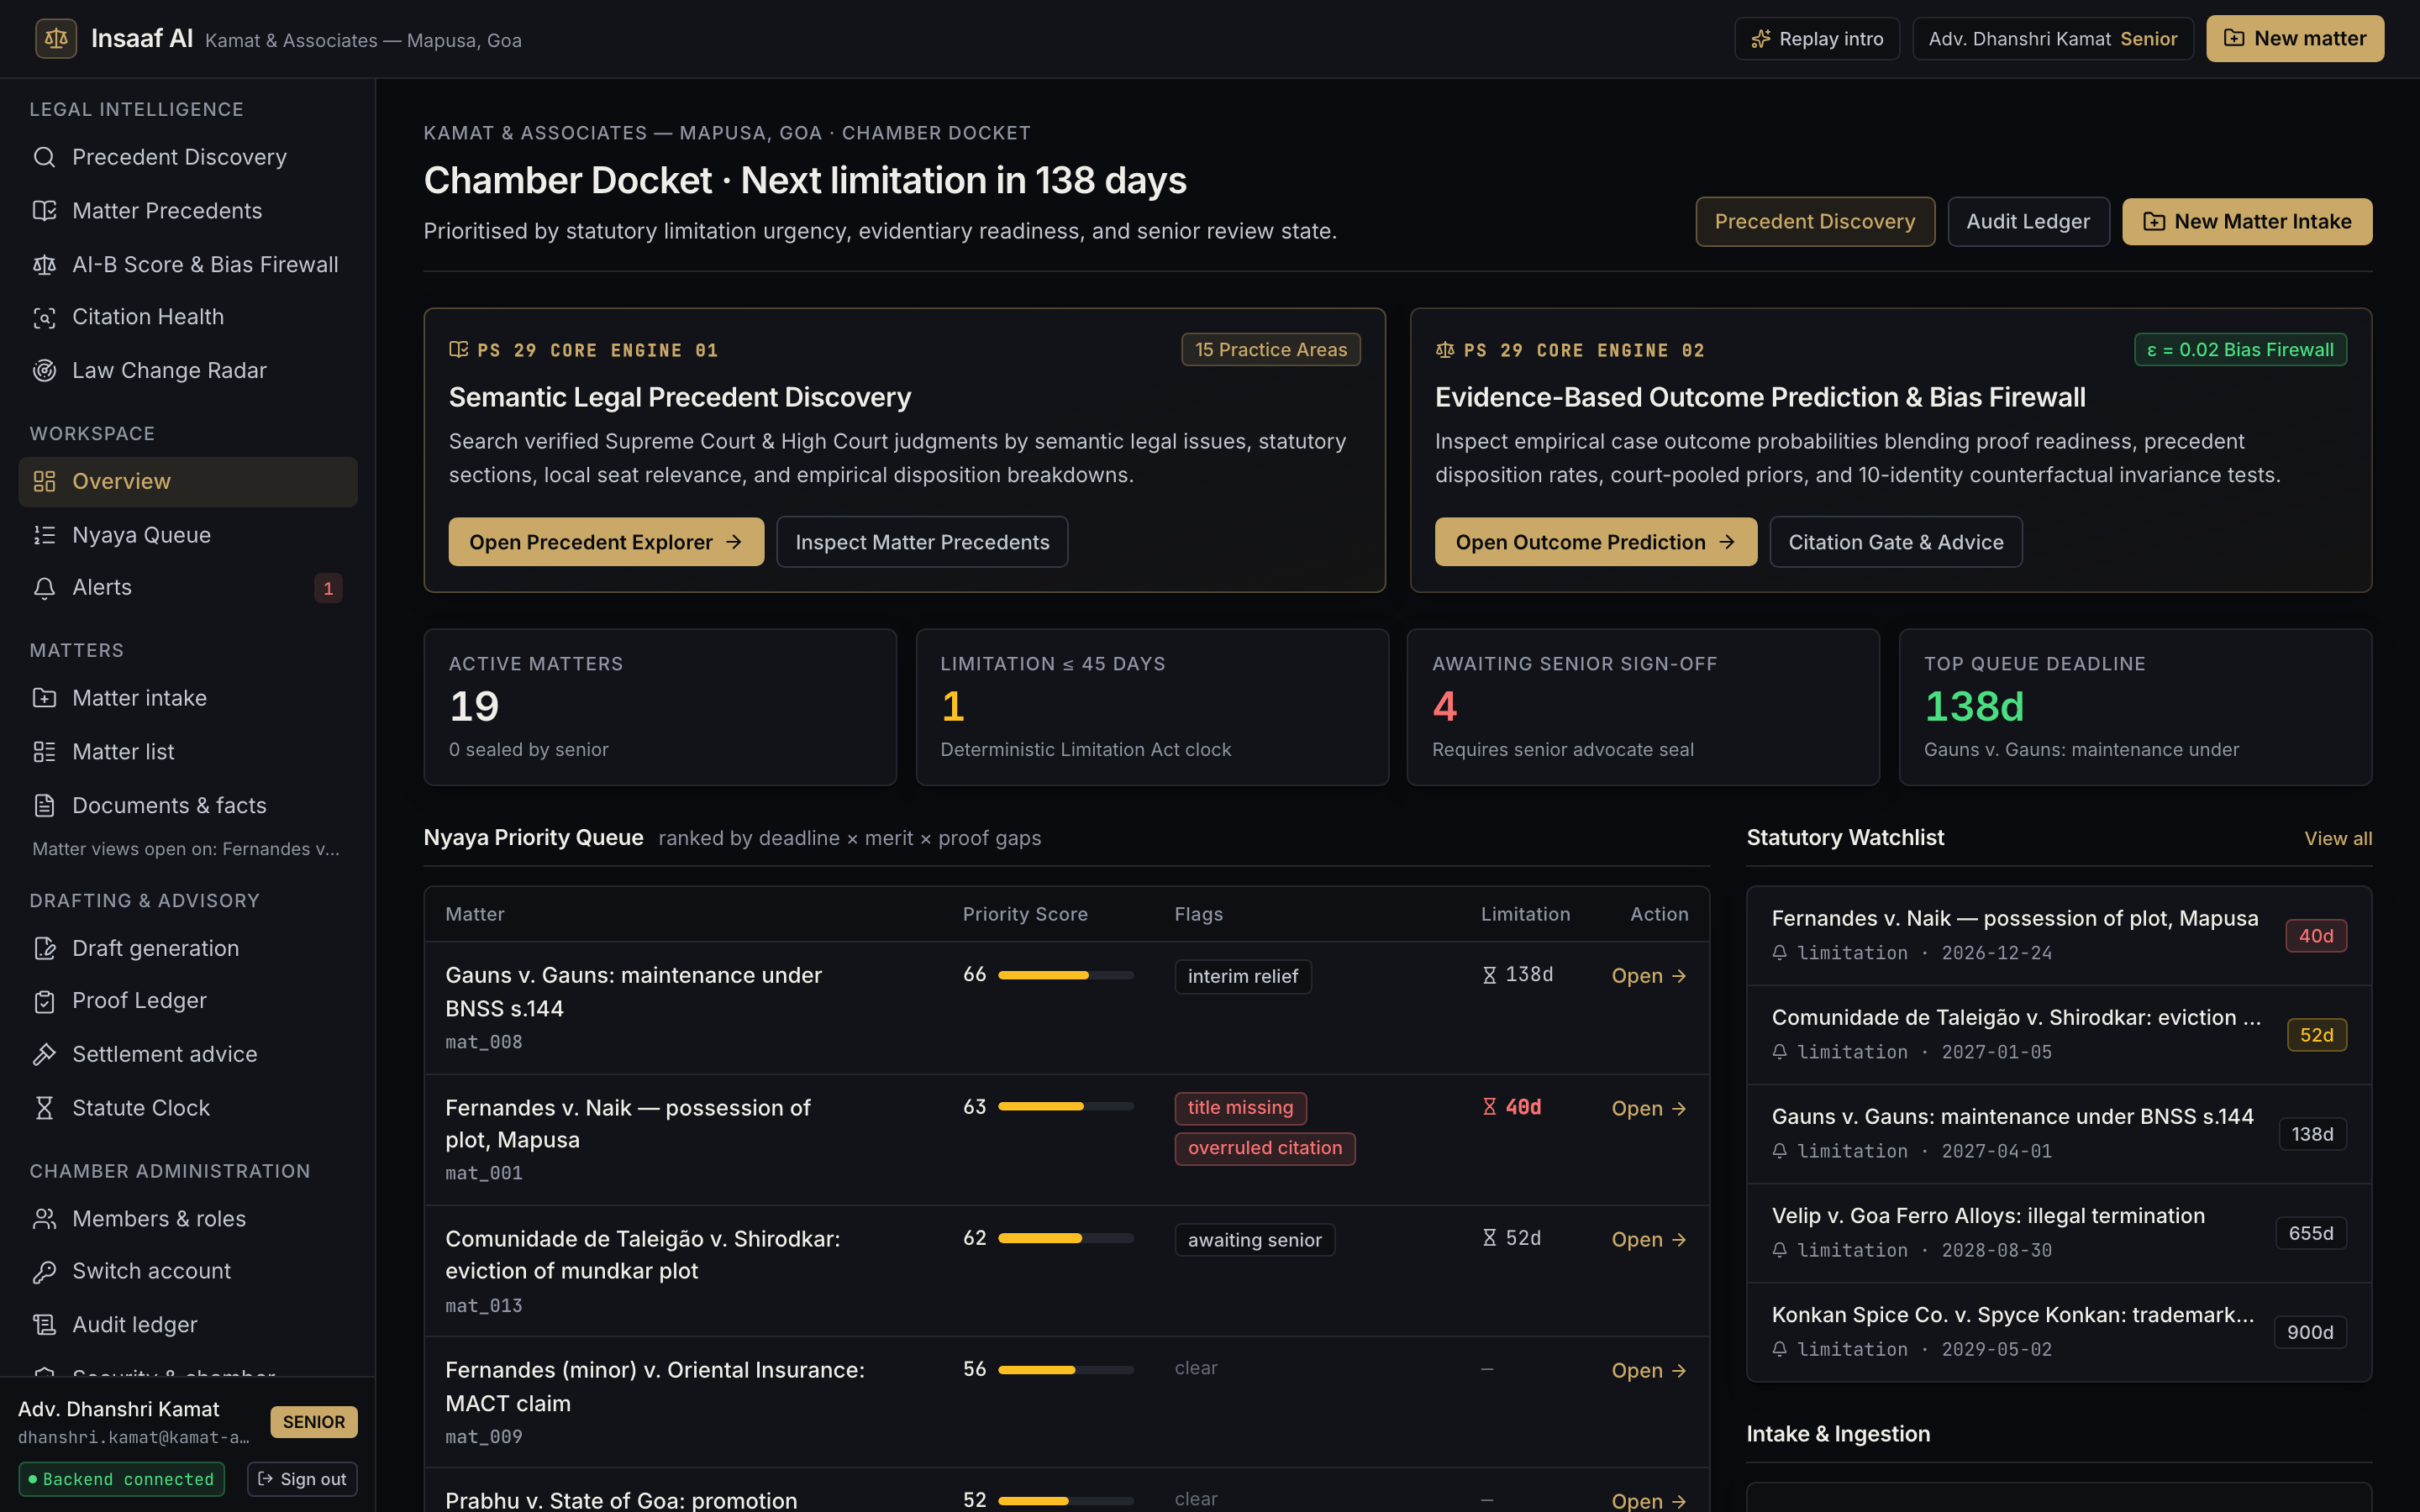 Insaaf AI Kamat & Associates — Mapusa, Goa
Replay intro
Adv. Dhanshri Kamat Senior
New matter
LEGAL INTELLIGENCE
Precedent Discovery
Matter Precedents
AI-B Score & Bias Firewall
Citation Health
Law Change Radar
WORKSPACE
Overview
Nyaya Queue
Alerts 1
MATTERS
Matter intake
Matter list
Documents & facts
Matter views open on: Fernandes v...
DRAFTING & ADVISORY
Draft generation
Proof Ledger
Settlement advice
Statute Clock
CHAMBER ADMINISTRATION
Members & roles
Switch account
Audit ledger
Adv. Dhanshri Kamat
dhanshri.kamat@kamat-a…
SENIOR
Backend connected
Sign out
KAMAT & ASSOCIATES — MAPUSA, GOA · CHAMBER DOCKET
Chamber Docket · Next limitation in 138 days
Prioritised by statutory limitation urgency, evidentiary readiness, and senior review state.
Precedent Discovery
Audit Ledger
New Matter Intake
PS 29 CORE ENGINE 01
15 Practice Areas
Semantic Legal Precedent Discovery
Search verified Supreme Court & High Court judgments by semantic legal issues, statutory
sections, local seat relevance, and empirical disposition breakdowns.
Open Precedent Explorer →
Inspect Matter Precedents
PS 29 CORE ENGINE 02
ε = 0.02 Bias Firewall
Evidence-Based Outcome Prediction & Bias Firewall
Inspect empirical case outcome probabilities blending proof readiness, precedent
disposition rates, court-pooled priors, and 10-identity counterfactual invariance tests.
Open Outcome Prediction →
Citation Gate & Advice
ACTIVE MATTERS
19
0 sealed by senior
LIMITATION ≤ 45 DAYS
1
Deterministic Limitation Act clock
AWAITING SENIOR SIGN-OFF
4
Requires senior advocate seal
TOP QUEUE DEADLINE
138d
Gauns v. Gauns: maintenance under
Nyaya Priority Queue ranked by deadline × merit × proof gaps
Matter Priority Score Flags Limitation Action
Gauns v. Gauns: maintenance under
BNSS s.144
mat_008
66
interim relief
138d
Open →
Fernandes v. Naik — possession of
plot, Mapusa
mat_001
63
title missing
overruled citation
40d
Open →
Comunidade de Taleigão v. Shirodkar:
eviction of mundkar plot
mat_013
62
awaiting senior
52d
Open →
Fernandes (minor) v. Oriental Insurance:
MACT claim
mat_009
56
clear
—
Open →
Prabhu v. State of Goa: promotion
52
clear
—
Open →
Statutory Watchlist
View all
Fernandes v. Naik — possession of plot, Mapusa
limitation · 2026-12-24
40d
Comunidade de Taleigão v. Shirodkar: eviction ...
limitation · 2027-01-05
52d
Gauns v. Gauns: maintenance under BNSS s.144
limitation · 2027-04-01
138d
Velip v. Goa Ferro Alloys: illegal termination
limitation · 2028-08-30
655d
Konkan Spice Co. v. Spyce Konkan: trademark...
limitation · 2029-05-02
900d
Intake & Ingestion